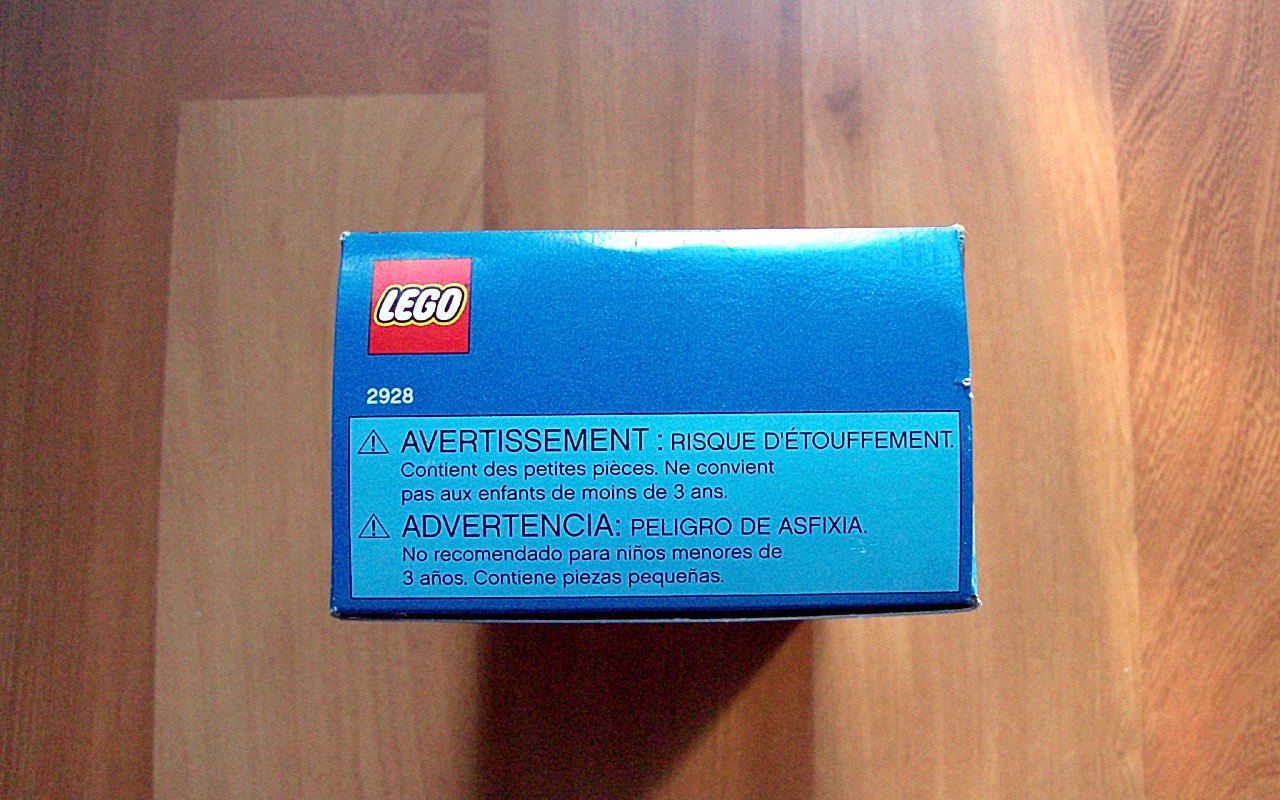 LEGO
2928
AVERTISSEMENT : RISQUE D'ÉTOUFFEMENT.
Contient des petites pièces. Ne convient
pas aux enfants de moins de 3 ans.
ADVERTENCIA: PELIGRO DE ASFIXIA.
No recomendado para niños menores de
3 años. Contiene piezas pequeñas.